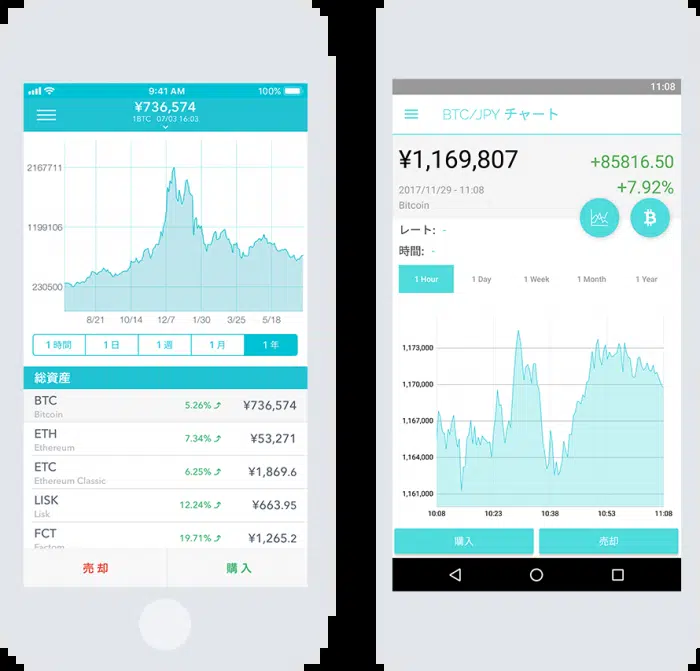 9:41 AM
100%
¥736,574
1BTC 07/03 16:03
2167711
1199106
230500
8/21 10/14 12/7 1/30 3/25 5/18
1時間 1日 1週 1月 1年
総資産
BTC
Bitcoin
5.26% ¥736,574
ETH
Ethereum
7.34% ¥53,271
ETC
Ethereum Classic
6.25% ¥1,869.6
LISK
Lisk
12.24% ¥663.95
FCT
Factom
19.71% ¥1,265.2
売却 購入
11:08
BTC/JPY チャート
¥1,169,807
+85816.50
2017/11/29 - 11:08
+7.92%
Bitcoin
レート: -
時間: -
1 Hour 1 Day 1 Week 1 Month 1 Year
1,173,000
1,170,000
1,167,000
1,164,000
1,161,000
10:08 10:23 10:38 10:53 11:08
購入 売却